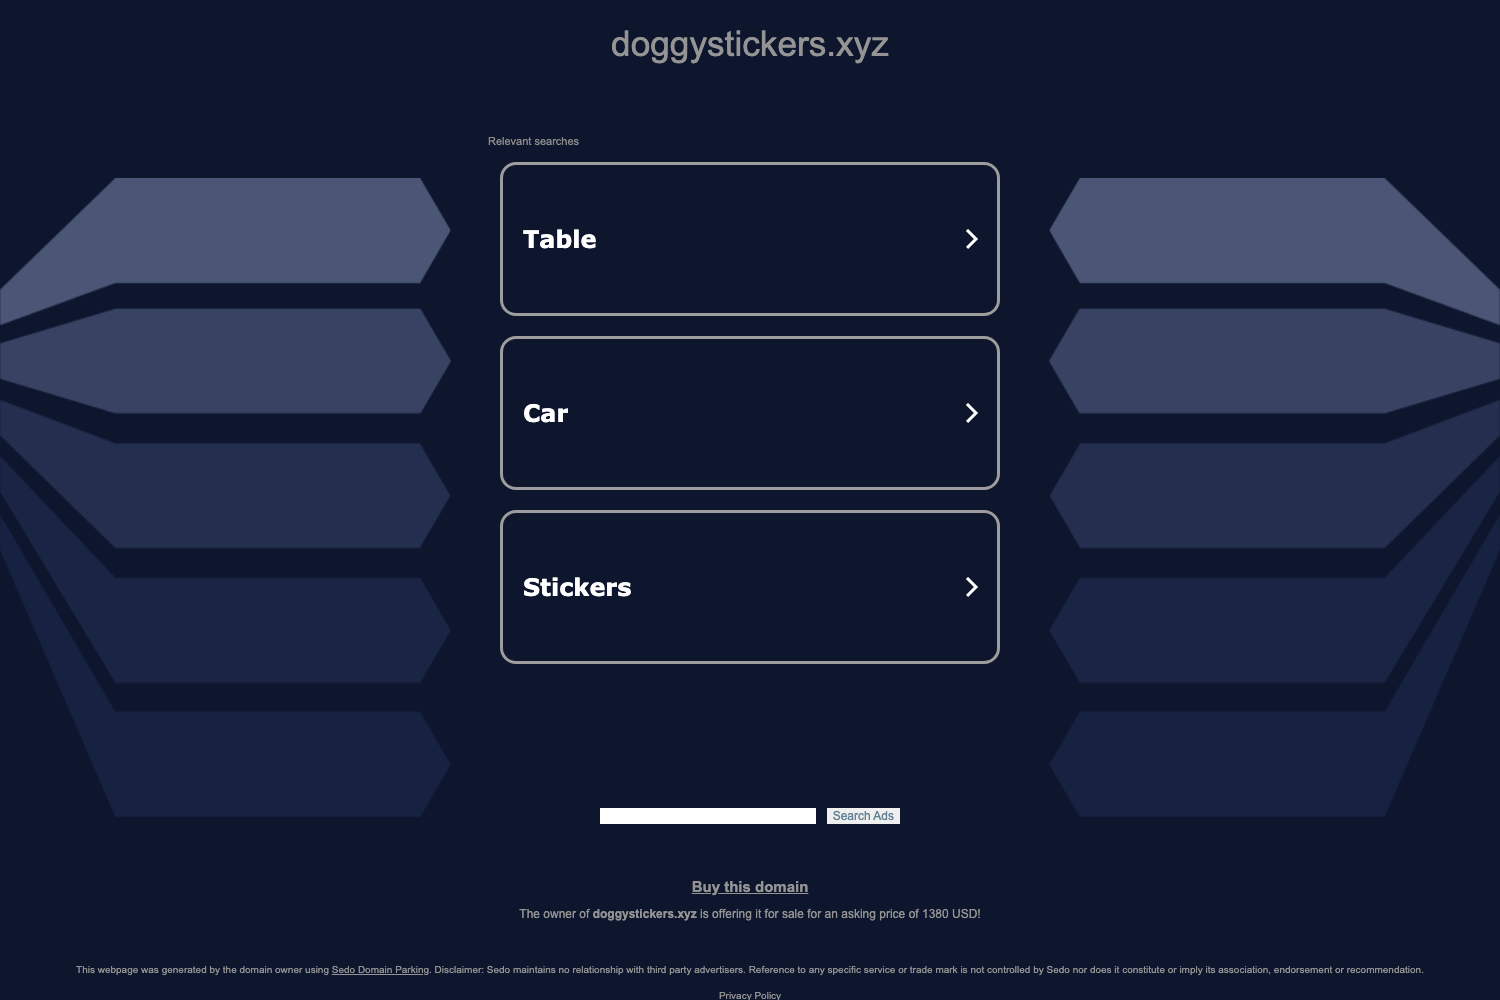 doggystickers.xyz
Relevant searches
Table
Car
Stickers
Search Ads
Buy this domain
The owner of doggystickers.xyz is offering it for sale for an asking price of 1380 USD!
This webpage was generated by the domain owner using Sedo Domain Parking. Disclaimer: Sedo maintains no relationship with third party advertisers. Reference to any specific service or trade mark is not controlled by Sedo nor does it constitute or imply its association, endorsement or recommendation.
Privacy Policy